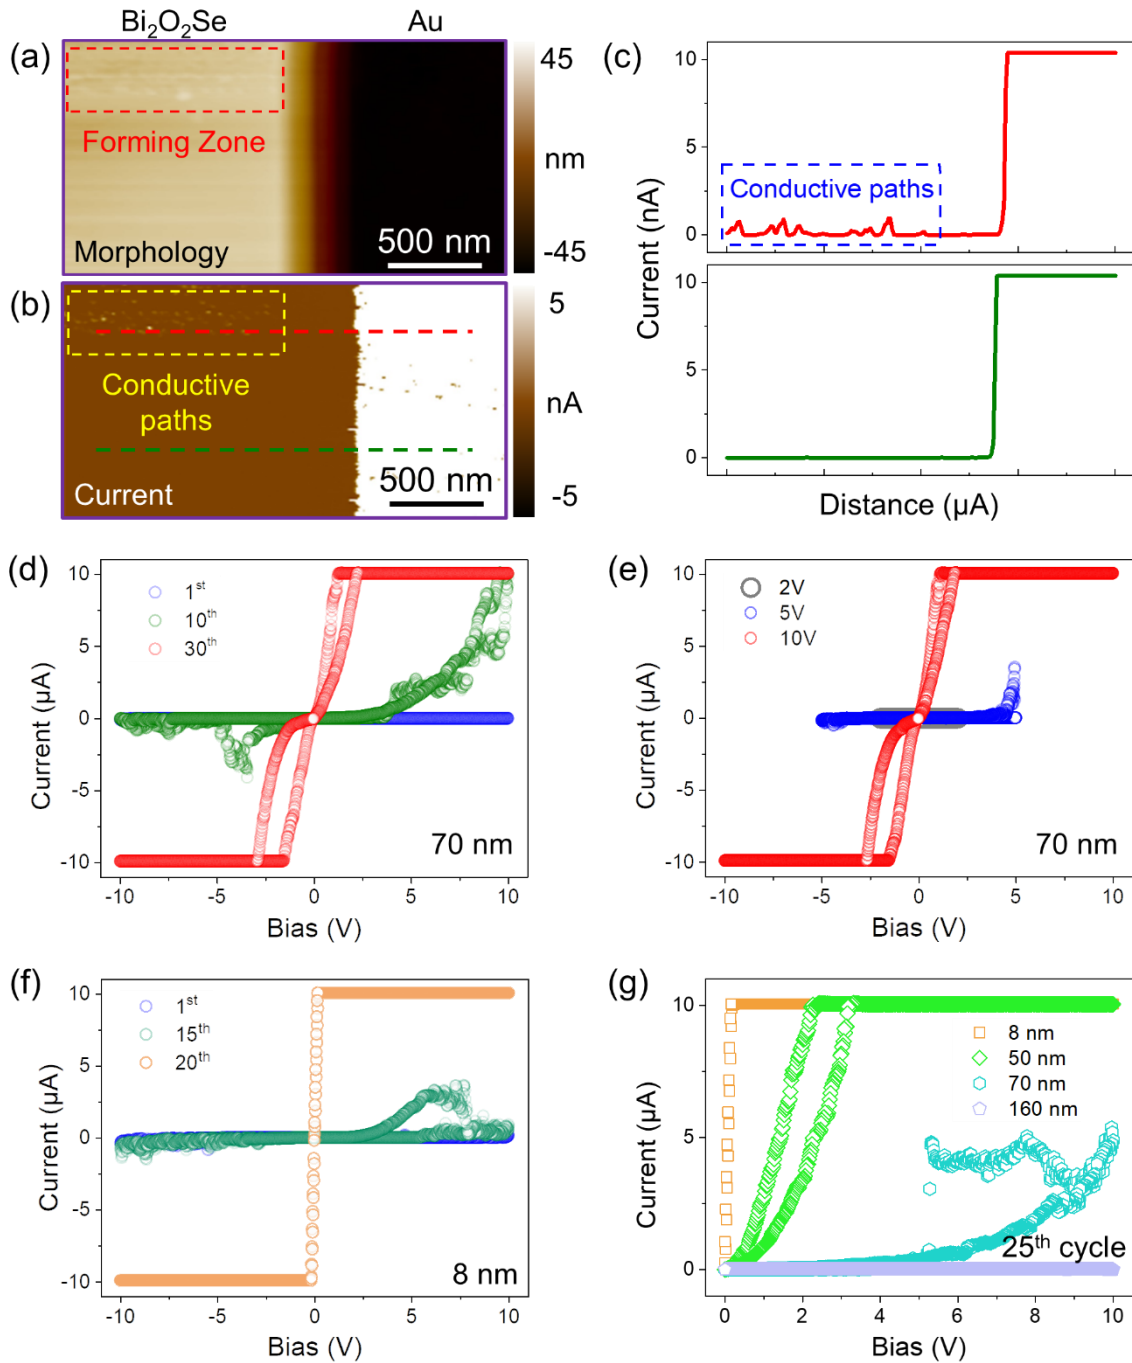 Bi₂O₂Se Au
(a)
Forming Zone
Morphology
500 nm
45
nm
-45
(b)
Conductive
paths
Current
500 nm
5
nA
-5
(c)
10
5
0
Conductive paths
10
5
0
Current (nA)
Distance (μA)
(d)
1st
10th
30th
10
5
0
-5
-10
-10 -5 0 5 10
Current (μA)
Bias (V)
70 nm
(e)
2V
5V
10V
10
5
0
-5
-10
-10 -5 0 5 10
Current (μA)
Bias (V)
70 nm
(f)
1st
15th
20th
10
5
0
-5
-10
-10 -5 0 5 10
Current (μA)
Bias (V)
8 nm
(g)
8 nm
50 nm
70 nm
160 nm
10
5
0
0 2 4 6 8 10
Current (μA)
Bias (V)
25th cycle